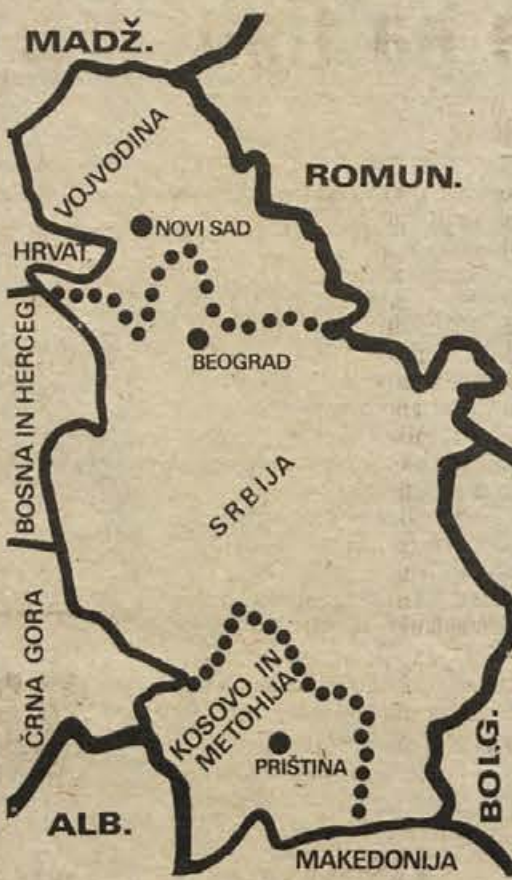 MADŽ.
VOJVODINA
ROMUN.
NOVI SAD
HRVAT.
BEOGRAD
BOSNA IN HERCEG.
SRBIJA
ČRNA GORA
KOSOVO IN
METOHIJA
PRIŠTINA
BOLG.
ALB.
MAKEDONIJA